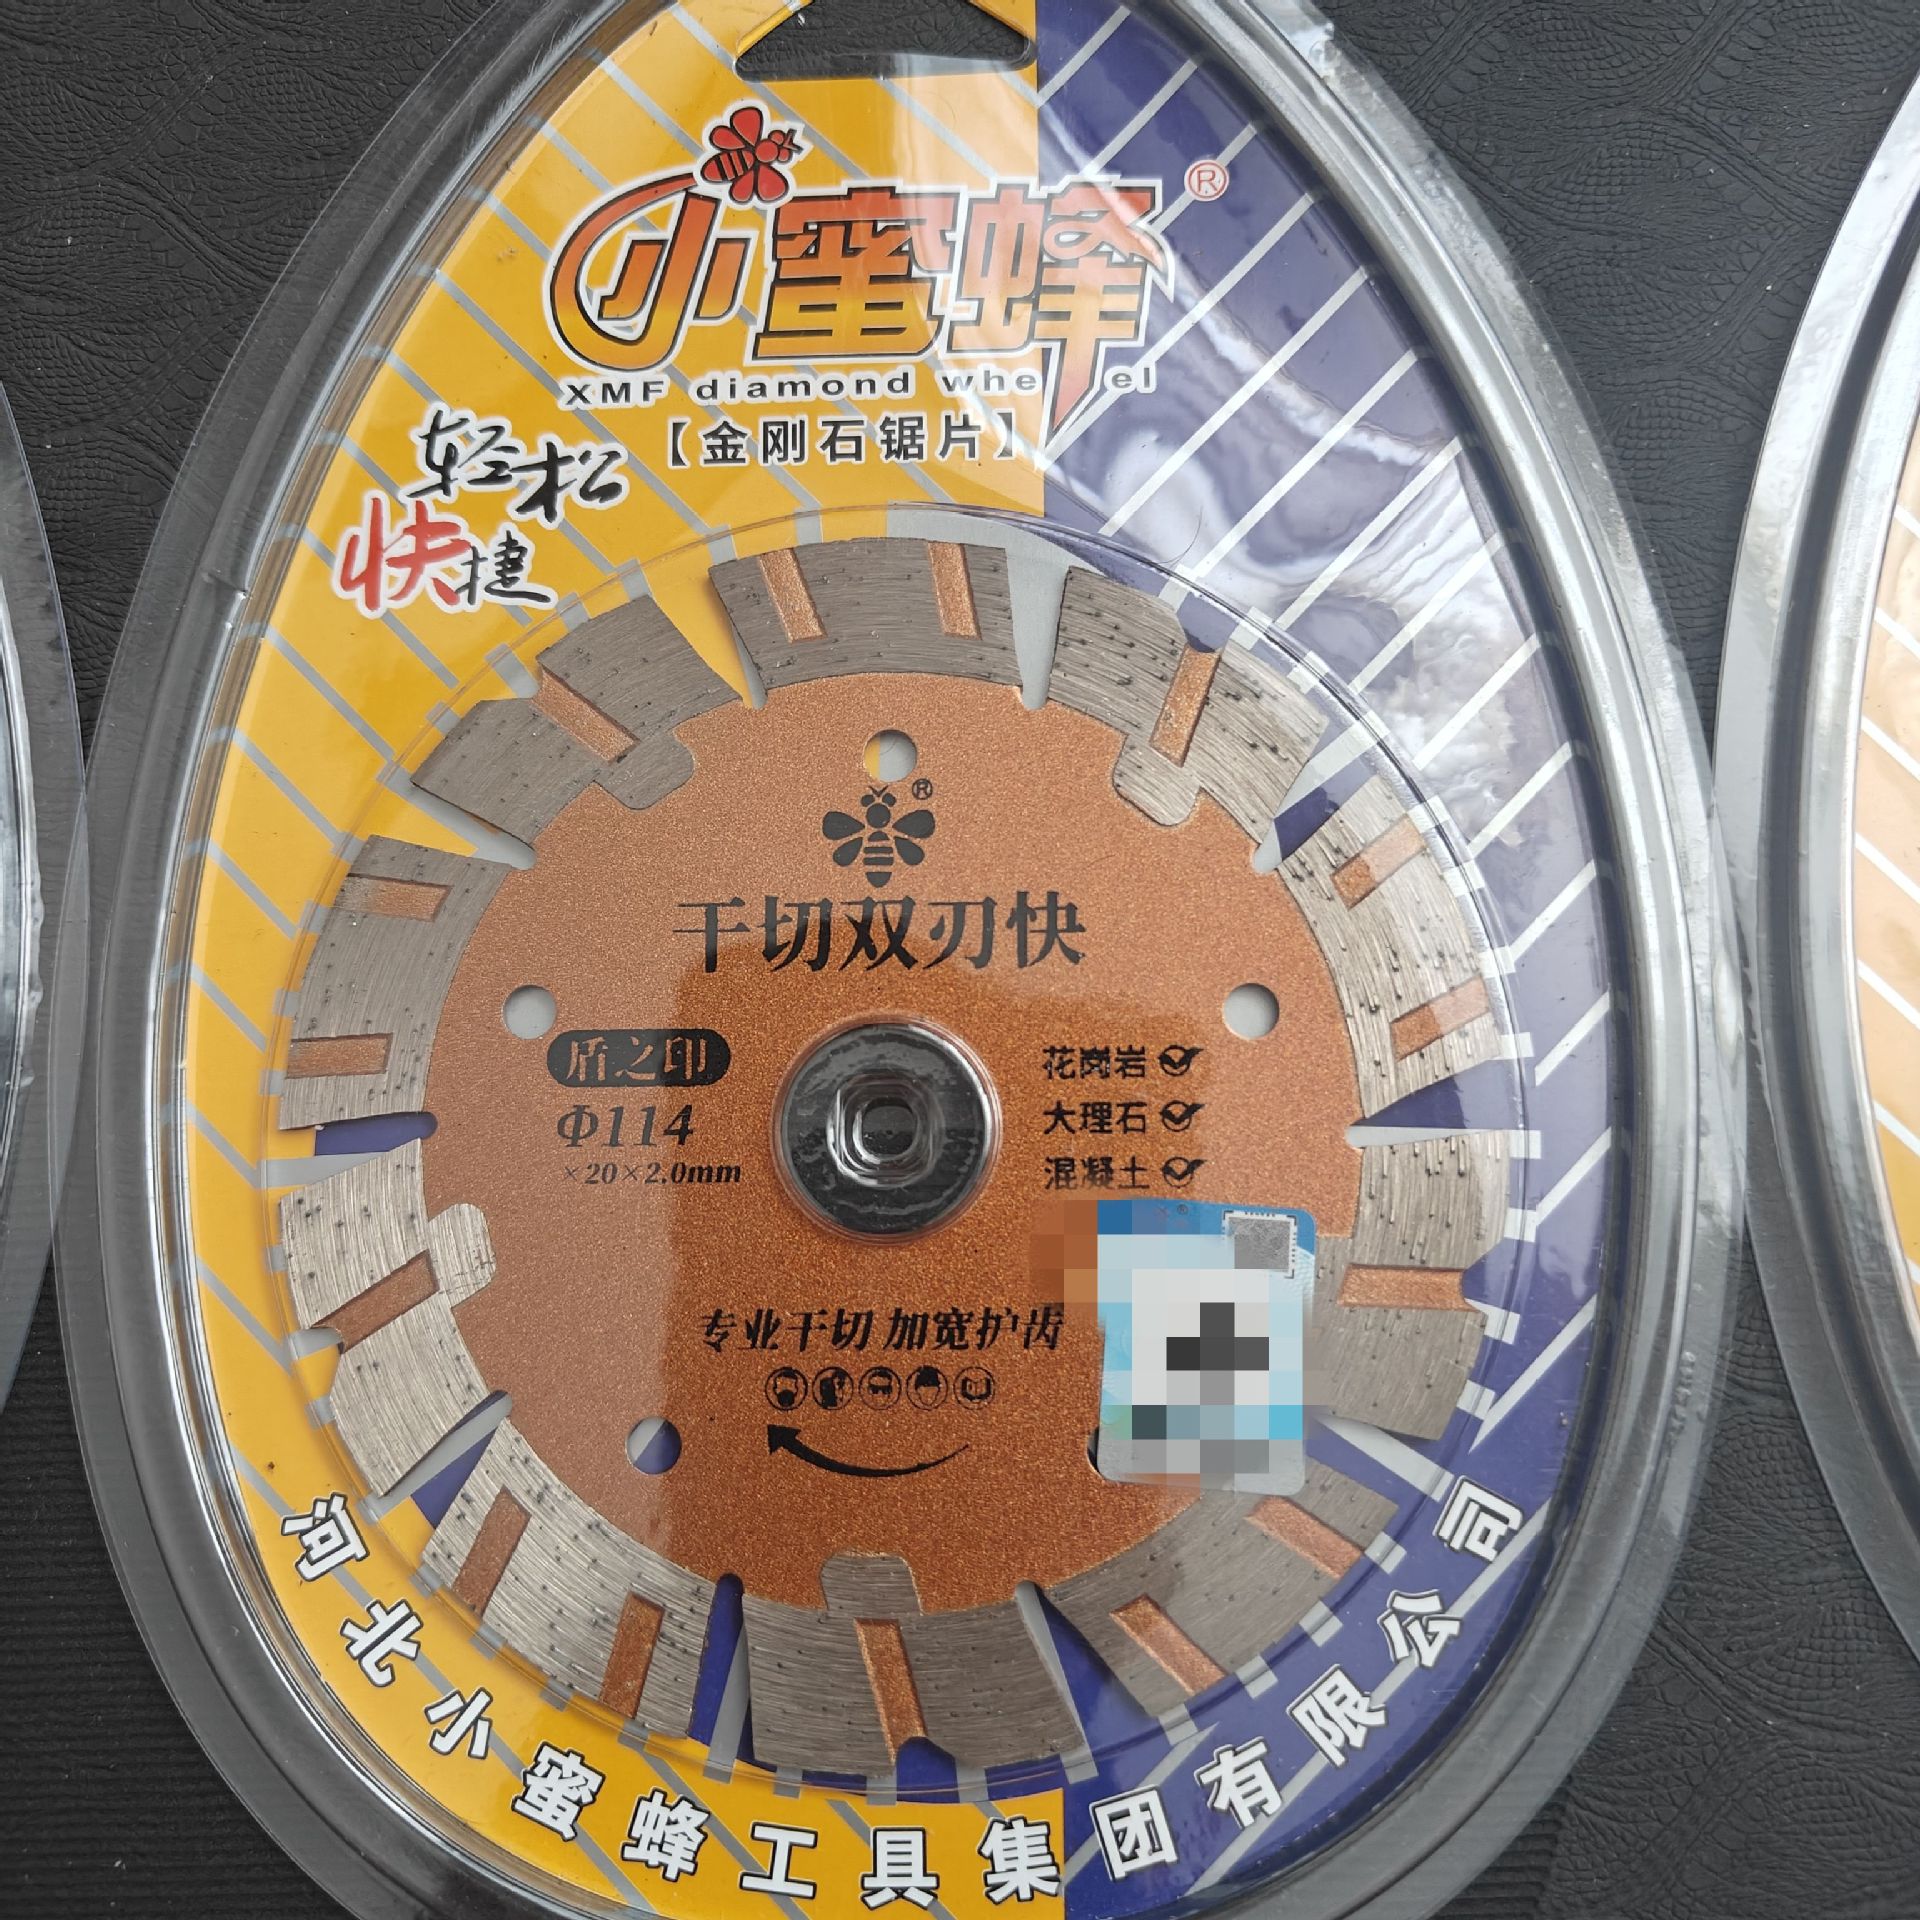 小蜜蜂®
XMF diamond wheel
【金刚石锯片】
轻松
快捷
®
干切双刃快
盾之印
Φ114
×20×2.0mm
花岗岩
大理石
混凝土
专业干切 加宽护齿
河北小蜜蜂工具集团有限公司